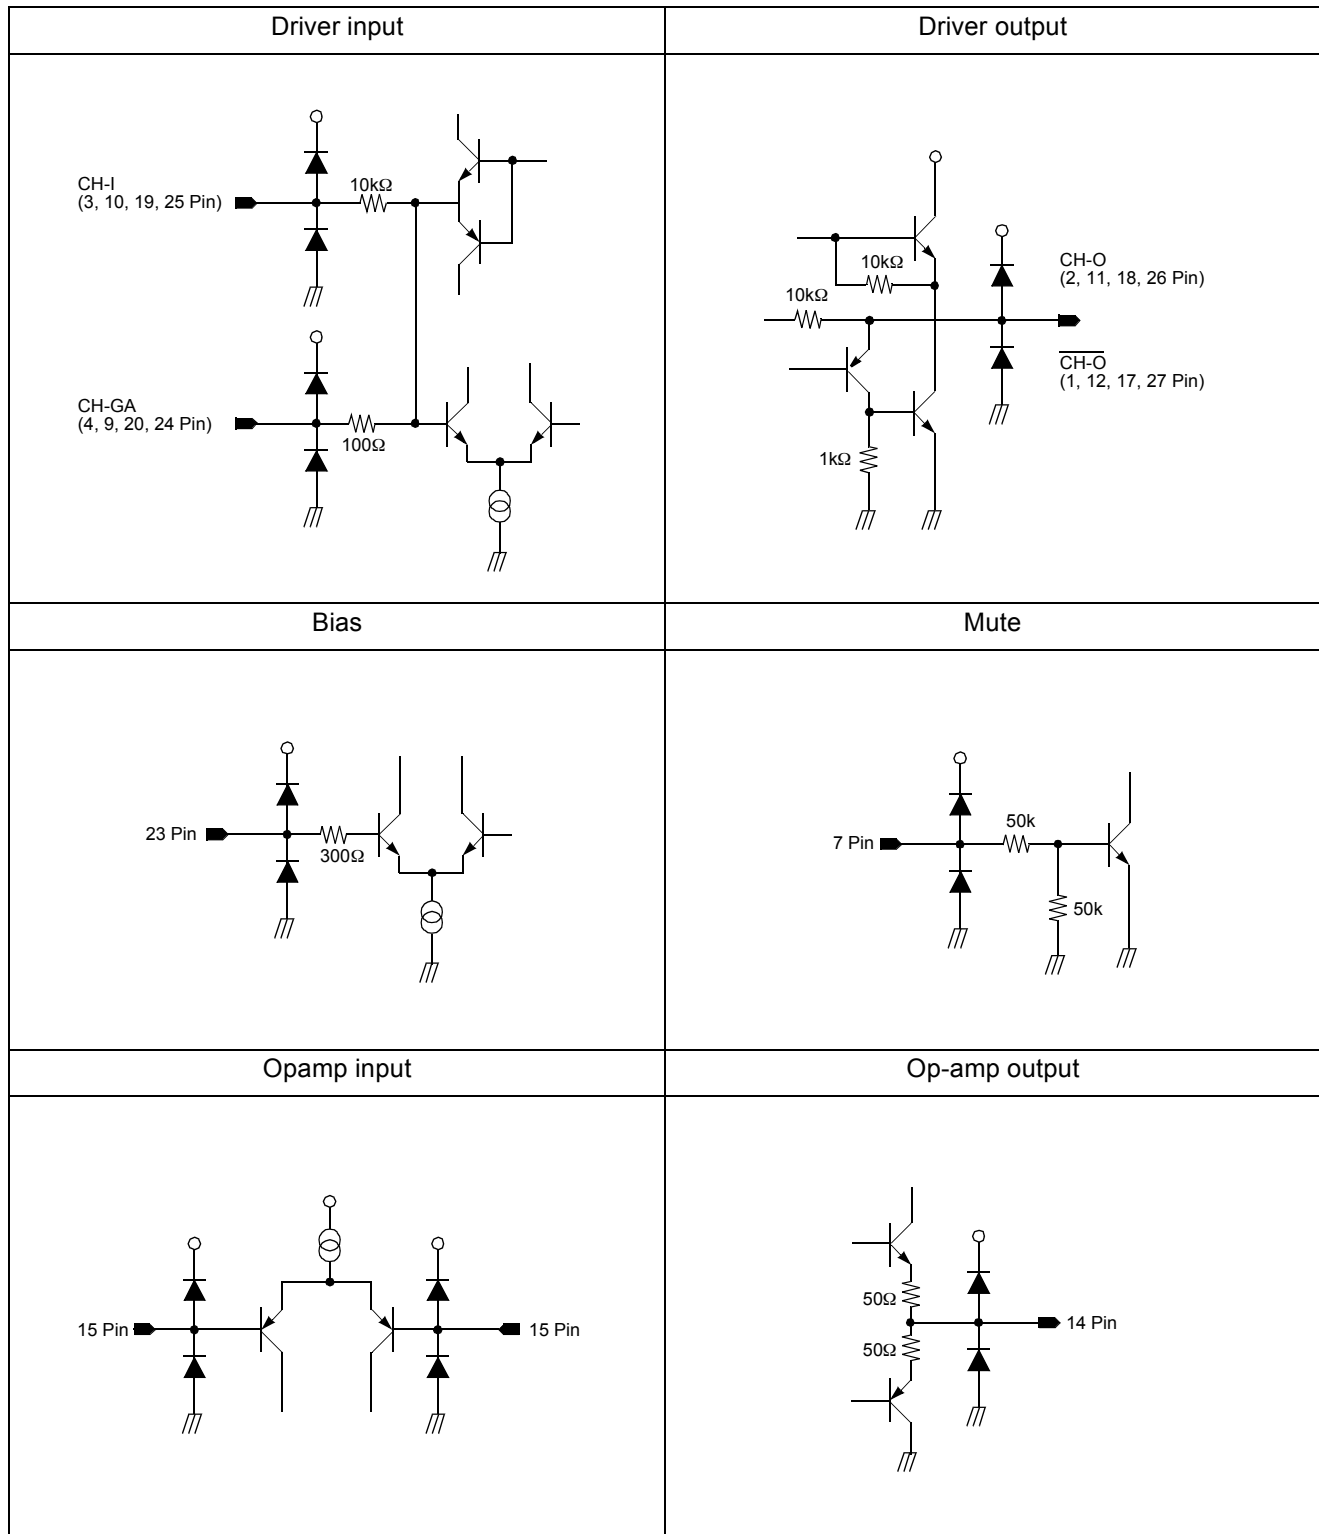 Driver input
Driver output
CH-I
(3, 10, 19, 25 Pin)
10kΩ
CH-GA
(4, 9, 20, 24 Pin)
100Ω
10kΩ
10kΩ
1kΩ
CH-O
(2, 11, 18, 26 Pin)
CH-O
(1, 12, 17, 27 Pin)
Bias
Mute
23 Pin
300Ω
7 Pin
50k
50k
Opamp input
Op-amp output
15 Pin
15 Pin
50Ω
50Ω
14 Pin